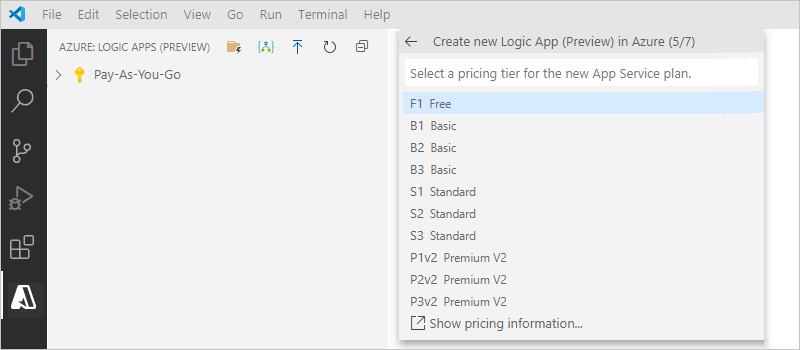 File Edit Selection View Go Run Terminal Help
AZURE: LOGIC APPS (PREVIEW)
Pay-As-You-Go
Create new Logic App (Preview) in Azure (5/7)
Select a pricing tier for the new App Service plan.
F1 Free
B1 Basic
B2 Basic
B3 Basic
S1 Standard
S2 Standard
S3 Standard
P1v2 Premium V2
P2v2 Premium V2
P3v2 Premium V2
Show pricing information...